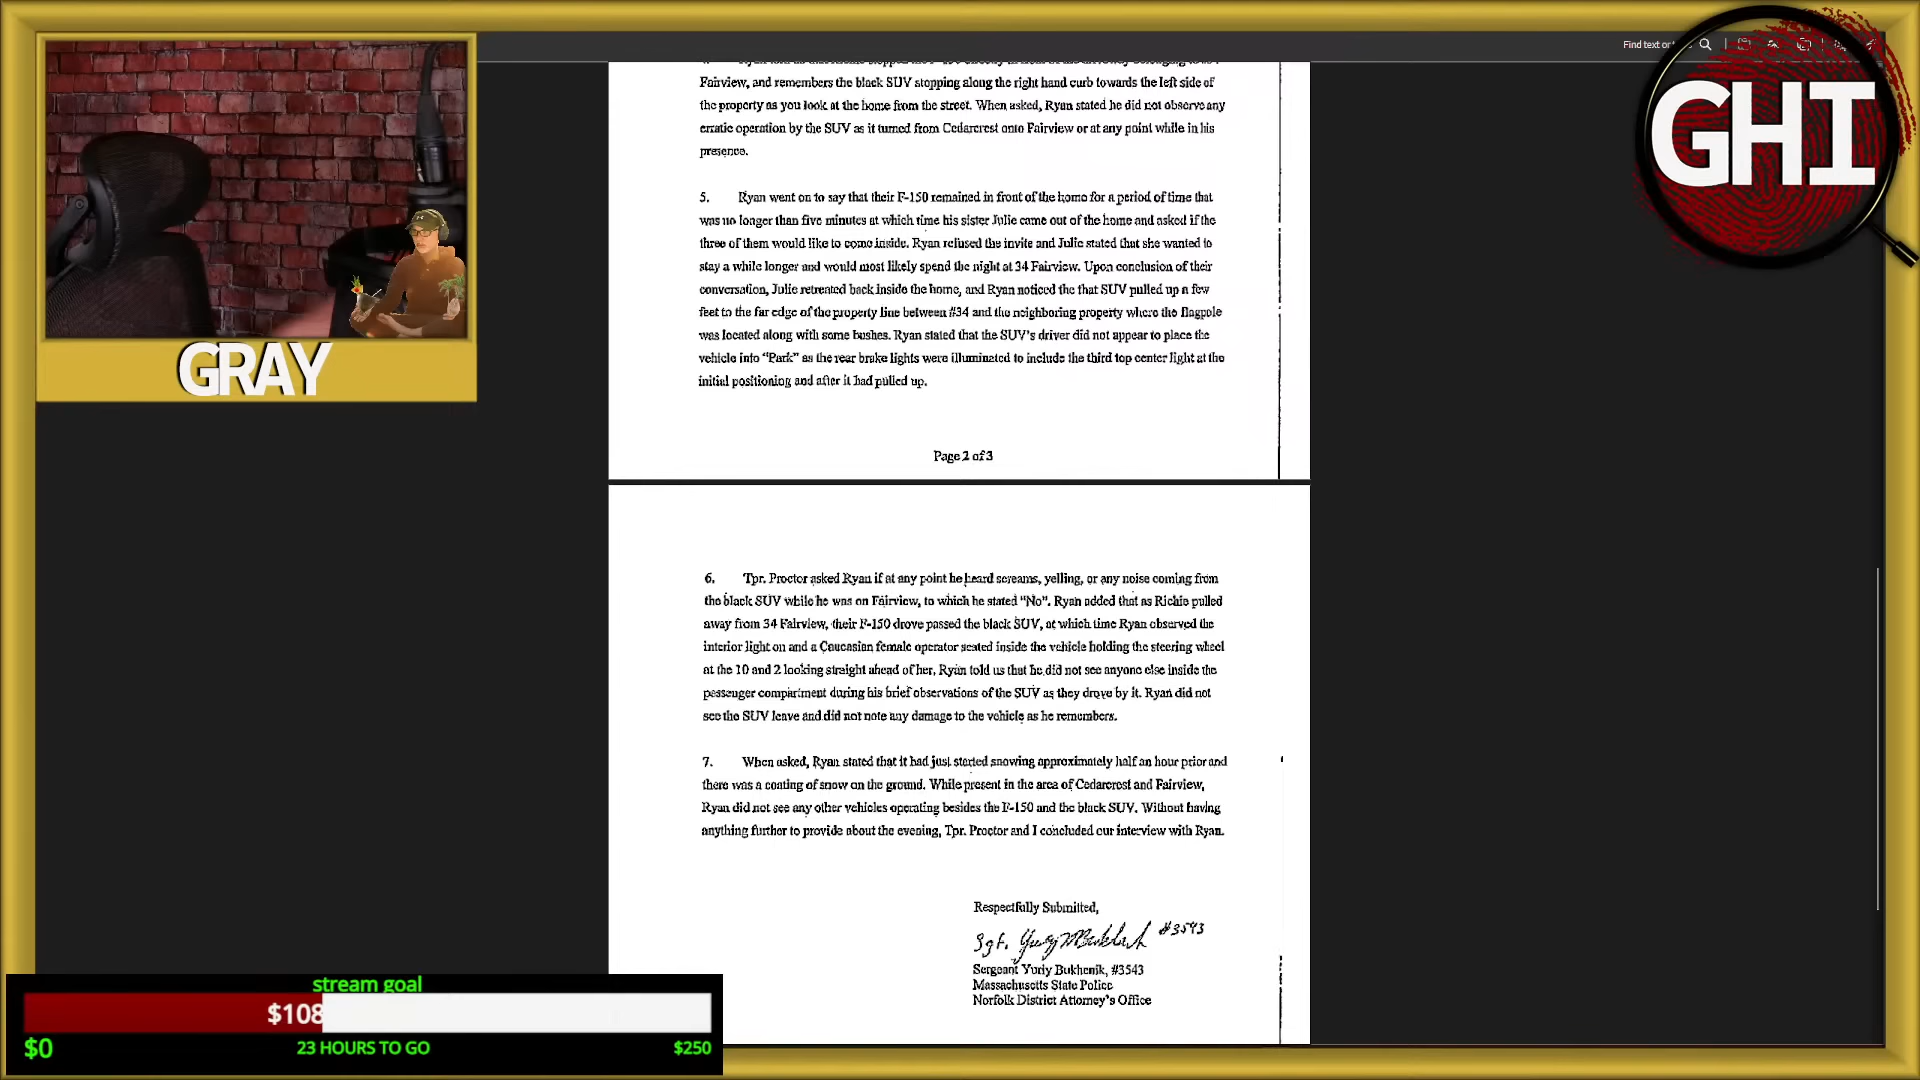 Find text or
GHI
Fairview, and remembers the black SUV stopping along the right hand curb towards the left side of
the property as you look at the home from the street. When asked, Ryan stated he did not observe any
erratic operation by the SUV as it turned from Cedarcrest onto Fairview or at any point while in his
presence.
5. Ryan went on to say that their F-150 remained in front of the home for a period of time that
was no longer than five minutes at which time his sister Julie came out of the home and asked if the
three of them would like to come inside. Ryan refused the invite and Julie stated that she wanted to
stay a while longer and would most likely spend the night at 34 Fairview. Upon conclusion of their
conversation, Julie retreated back inside the home, and Ryan noticed the that SUV pulled up a few
feet to the far edge of the property line between #34 and the neighboring property where the flagpole
was located along with some bushes. Ryan stated that the SUV's driver did not appear to place the
vehicle into "Park" as the rear brake lights were illuminated to include the third top center light at the
initial positioning and after it had pulled up.
Page 2 of 3
6. Tpr. Proctor asked Ryan if at any point he heard screams, yelling, or any noise coming from
the black SUV while he was on Fairview, to which he stated "No". Ryan added that as Richie pulled
away from 34 Fairview, their F-150 drove passed the black SUV, at which time Ryan observed the
interior light on and a Caucasian female operator seated inside the vehicle holding the steering wheel
at the 10 and 2 looking straight ahead of her. Ryan told us that he did not see anyone else inside the
passenger compartment during his brief observations of the SUV as they drove by it. Ryan did not
see the SUV leave and did not note any damage to the vehicle as he remembers.
7. When asked, Ryan stated that it had just started snowing approximately half an hour prior and
there was a coating of snow on the ground. While present in the area of Cedarcrest and Fairview,
Ryan did not see any other vehicles operating besides the F-150 and the black SUV. Without having
anything further to provide about the evening, Tpr. Proctor and I concluded our interview with Ryan.
Respectfully Submitted,
Sgt. Yuriy Bukhenik #3543
Sergeant Yuriy Bukhenik, #3543
Massachusetts State Police
Norfolk District Attorney's Office
GRAY
stream goal
$108
$0
23 HOURS TO GO
$250